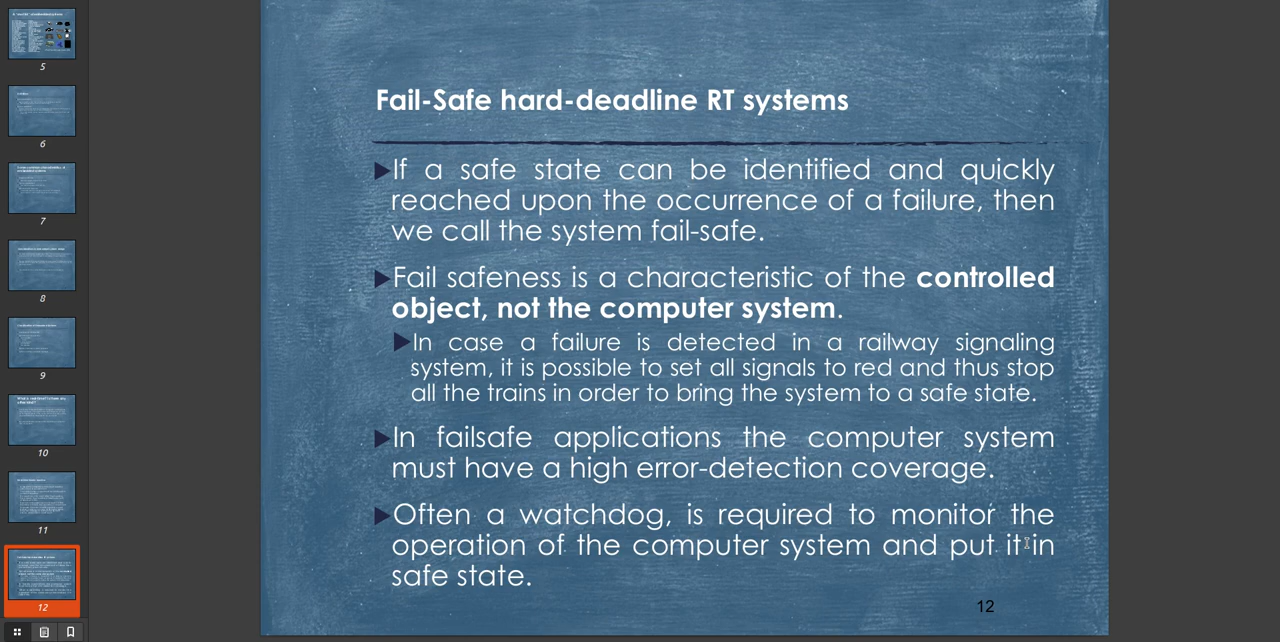 Fail-Safe hard-deadline RT systems
If a safe state can be identified and quickly
reached upon the occurrence of a failure, then
we call the system fail-safe.
Fail safeness is a characteristic of the controlled
object, not the computer system.
In case a failure is detected in a railway signaling
system, it is possible to set all signals to red and thus stop
all the trains in order to bring the system to a safe state.
In failsafe applications the computer system
must have a high error-detection coverage.
Often a watchdog, is required to monitor the
operation of the computer system and put it in
safe state.
12
5
6
7
8
9
10
11
12